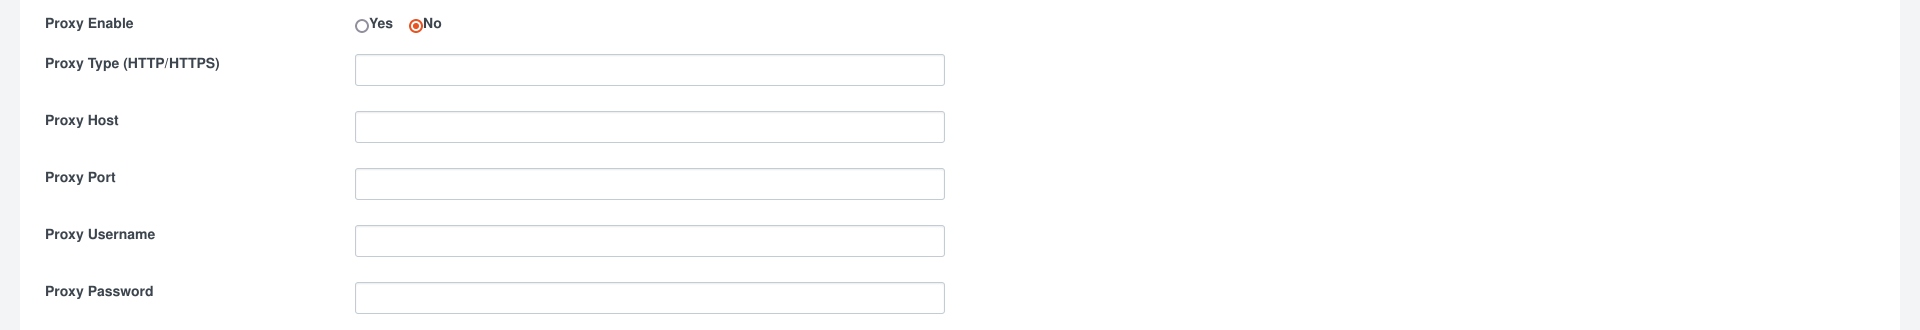 Proxy Enable Yes No
Proxy Type (HTTP/HTTPS)
Proxy Host
Proxy Port
Proxy Username
Proxy Password